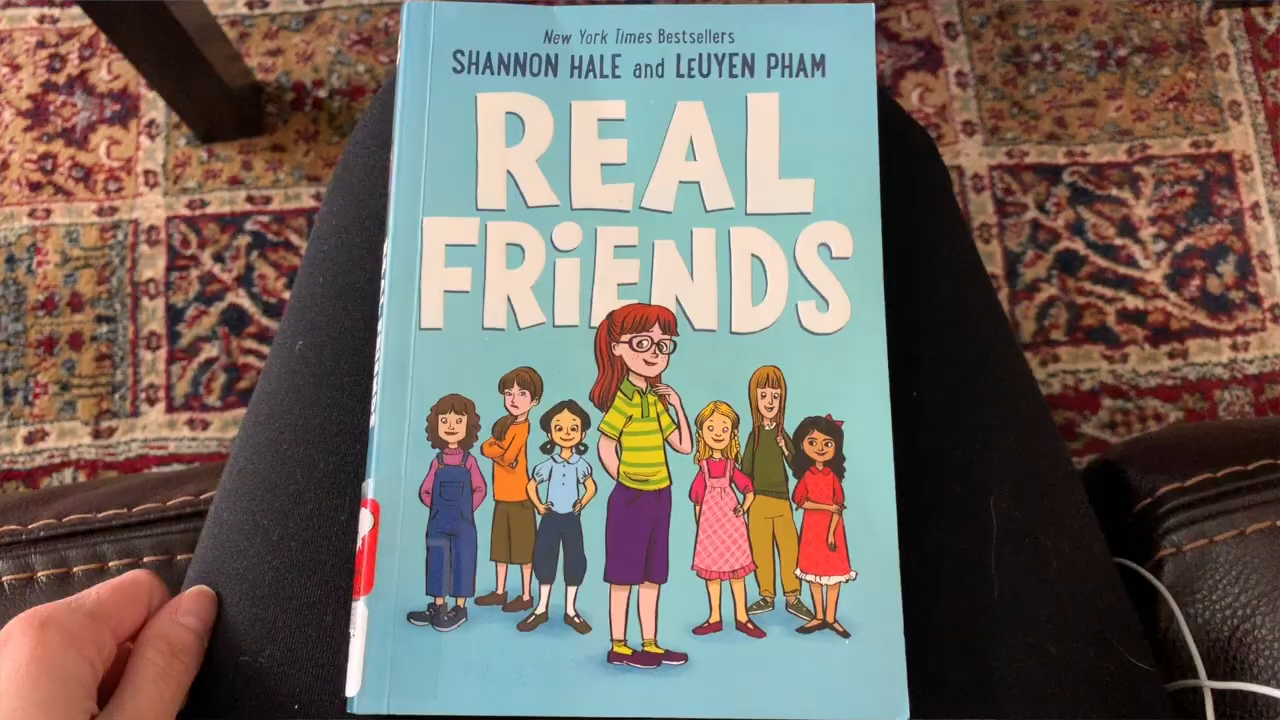 New York Times Bestsellers
SHANNON HALE and LEUYEN PHAM
REAL
FRiENDS